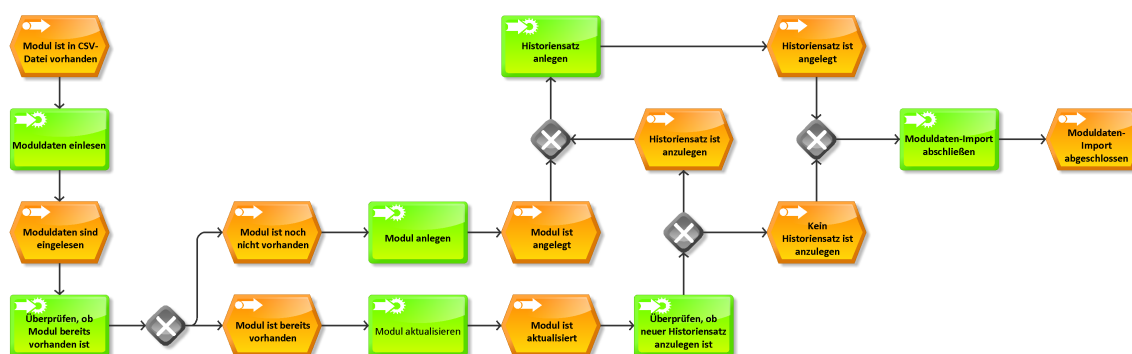 Modul ist in CSV-
Datei vorhanden
Moduldaten einlesen
Moduldaten sind
eingelesen
Überprüfen, ob
Modul bereits
vorhanden ist
Modul ist noch
nicht vorhanden
Modul anlegen
Modul ist
angelegt
Modul ist bereits
vorhanden
Modul aktualisieren
Modul ist
aktualisiert
Überprüfen, ob
neuer Historiensatz
anzulegen ist
Historiensatz ist
anzulegen
Kein
Historiensatz ist
anzulegen
Historiensatz
anlegen
Historiensatz ist
angelegt
Moduldaten-Import
abschließen
Moduldaten-
Import
abgeschlossen